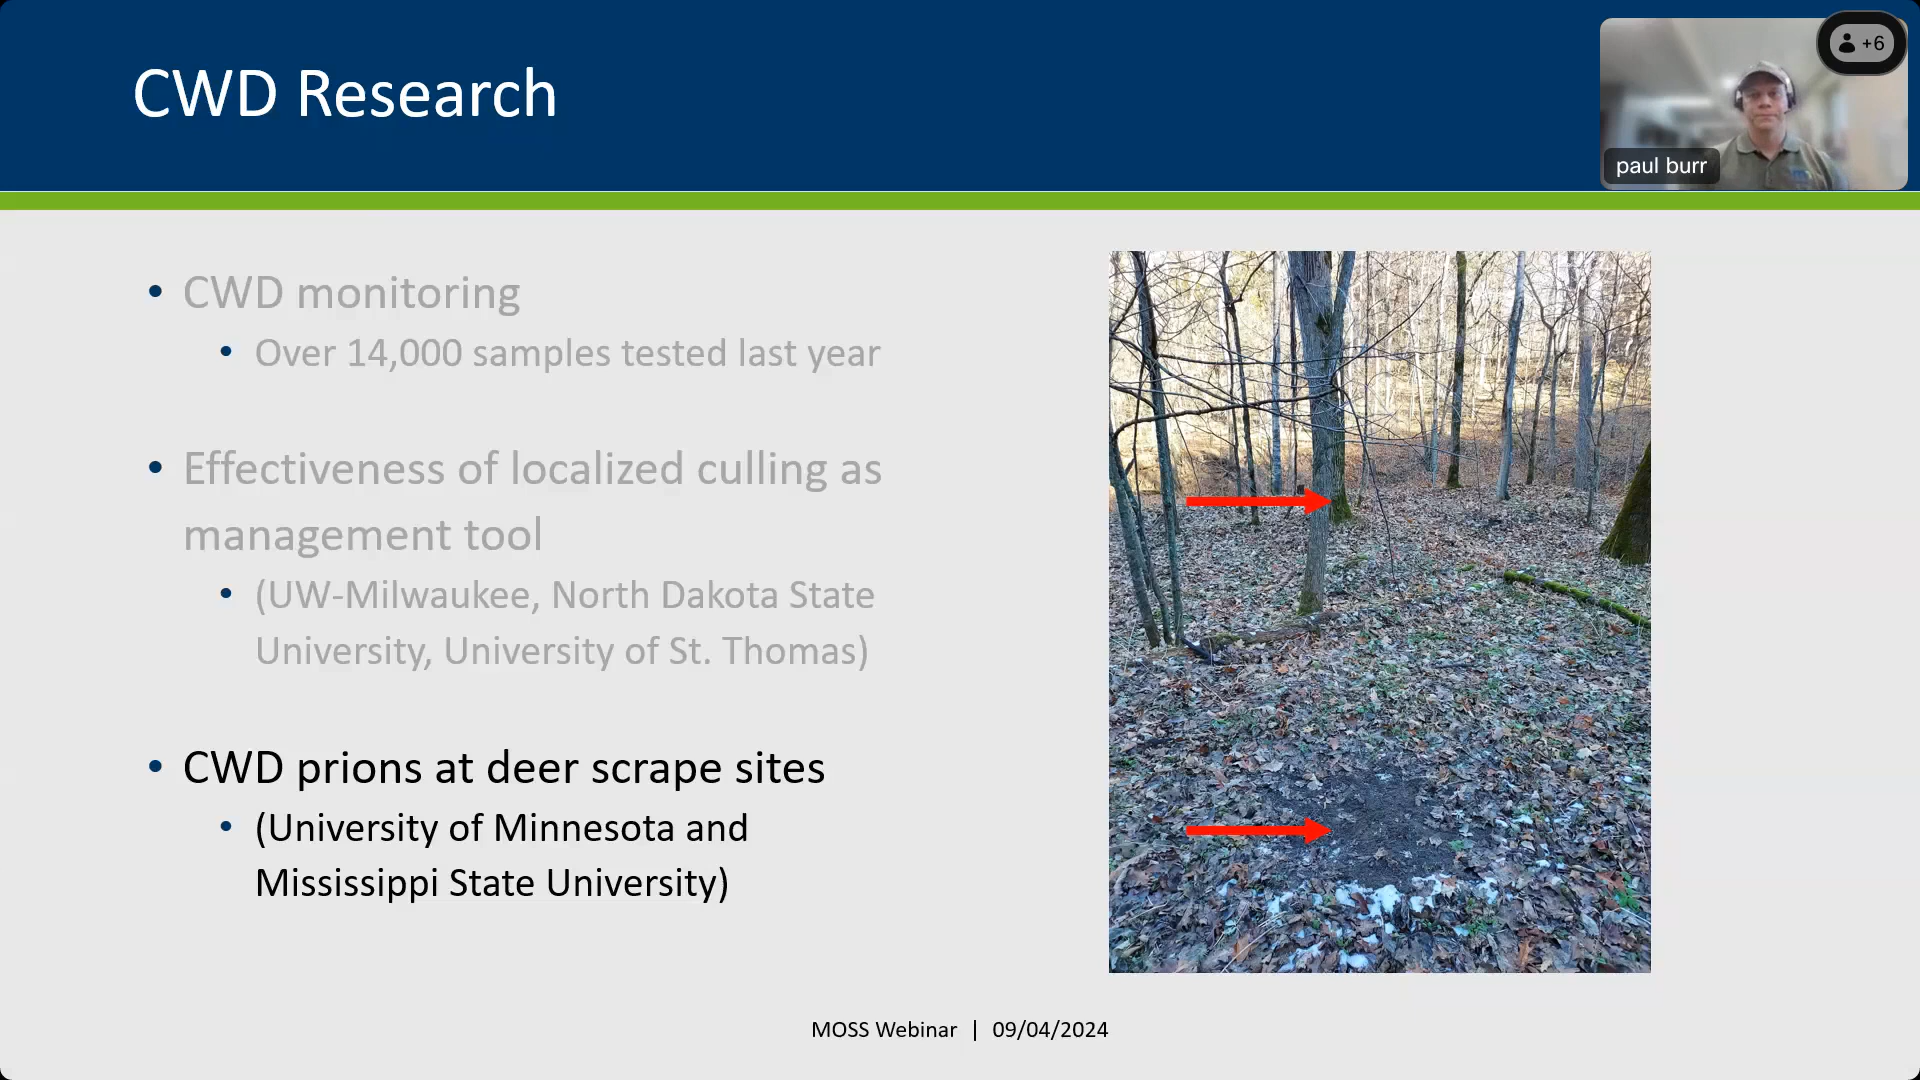 CWD Research
+6
paul burr
• CWD monitoring
• Over 14,000 samples tested last year
• Effectiveness of localized culling as
management tool
• (UW-Milwaukee, North Dakota State
University, University of St. Thomas)
• CWD prions at deer scrape sites
• (University of Minnesota and
Mississippi State University)
MOSS Webinar | 09/04/2024